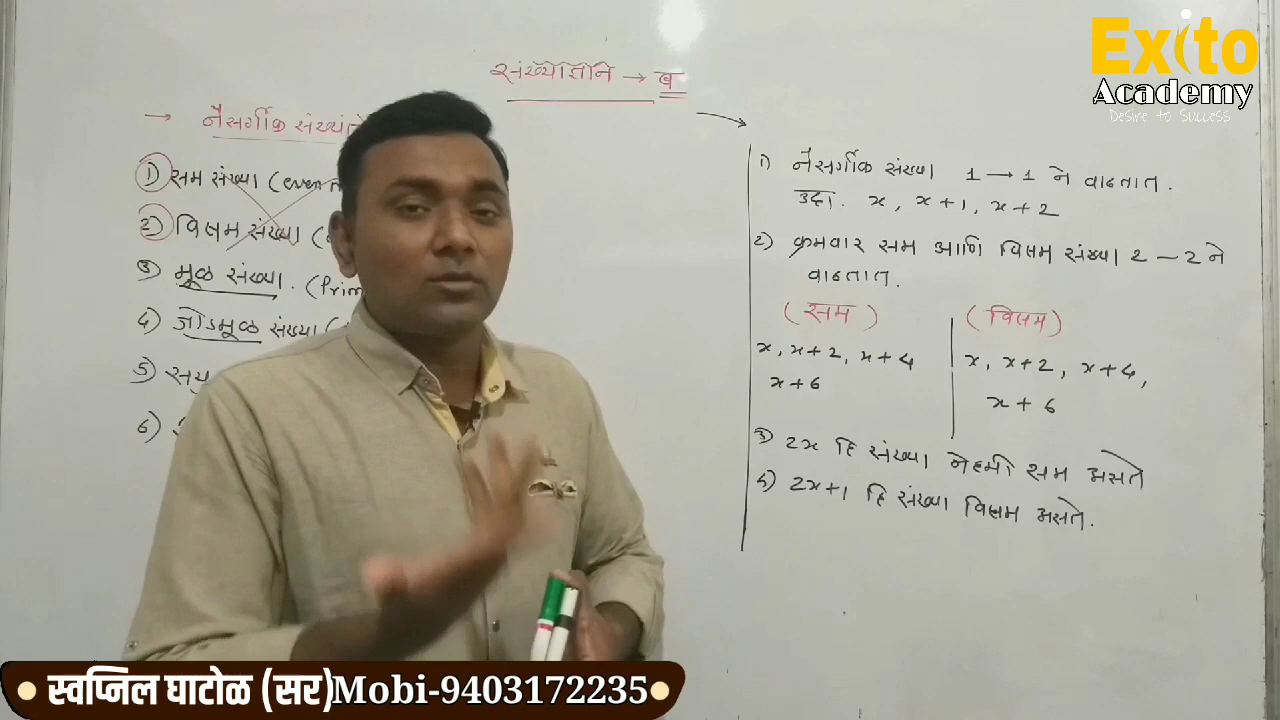 Exito
Academy
Desire to Success
संख्याज्ञान → ब
→ नैसर्गीक
1) सम संख्या (even
2) विषम संख्या (
3) मूळ संख्या. (Prim
4) जोडमूळ संख्या (
5) संयु
6)
1) नैसर्गीक संख्या 1 → 1 ने वाढतात.
उदा. x, x+1, x+2
2) क्रमवार सम आणि विषम संख्या 2 – 2 ने
वाढतात.
(सम)
x, x+2, x+4
x+6
(विषम)
x, x+2, x+4,
x+6
3) 2x हि संख्या नेहमी सम असते
4) 2x+1 हि संख्या विषम असते.
स्वप्निल घाटोळ (सर) Mobi-9403172235